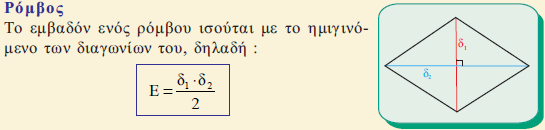 Ρόμβος
Το εμβαδόν ενός ρόμβου ισούται με το ημιγινό-
μενο των διαγωνίων του, δηλαδή :
Ε = δ₁·δ₂ / 2
δ₁
δ₂